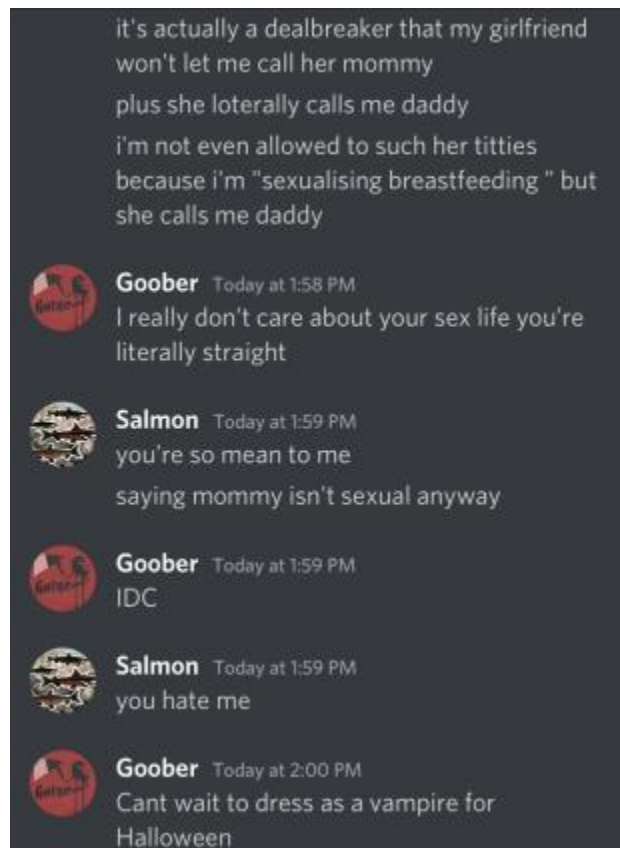 it's actually a dealbreaker that my girlfriend
won't let me call her mommy
plus she loterally calls me daddy
i'm not even allowed to such her titties
because i'm "sexualising breastfeeding " but
she calls me daddy
Goober Today at 1:58 PM
I really don't care about your sex life you're
literally straight
Salmon Today at 1:59 PM
you're so mean to me
saying mommy isn't sexual anyway
Goober Today at 1:59 PM
IDC
Salmon Today at 1:59 PM
you hate me
Goober Today at 2:00 PM
Cant wait to dress as a vampire for
Halloween